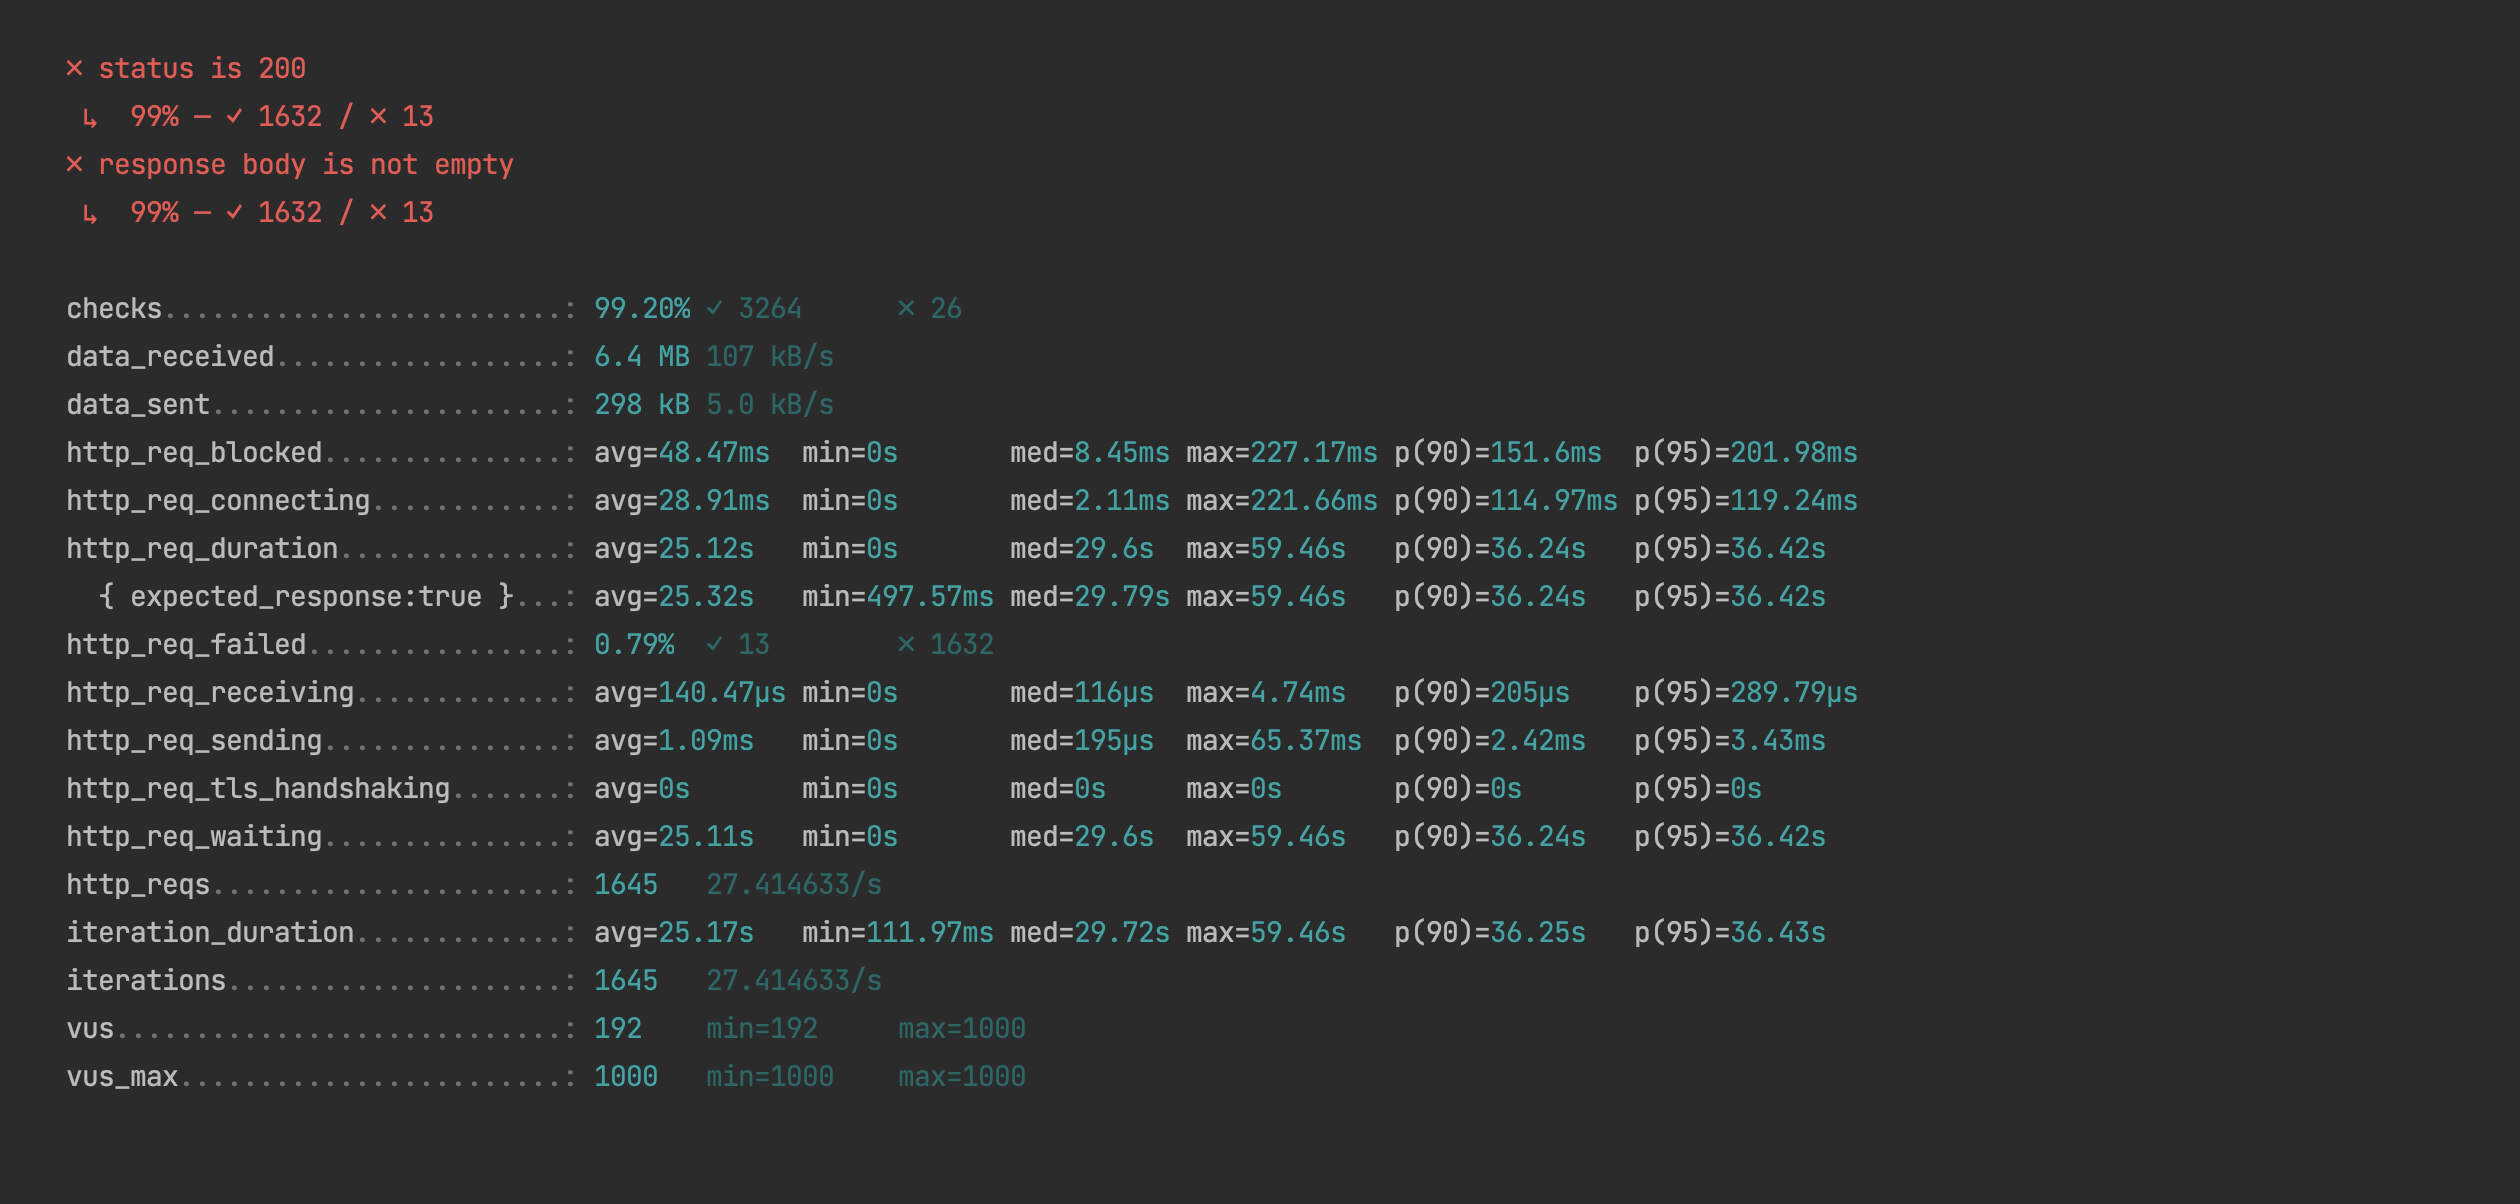 ✗ status is 200
 ↳  99% — ✓ 1632 / ✗ 13
✗ response body is not empty
 ↳  99% — ✓ 1632 / ✗ 13

checks.........................: 99.20% ✓ 3264      ✗ 26
data_received..................: 6.4 MB 107 kB/s
data_sent......................: 298 kB 5.0 kB/s
http_req_blocked...............: avg=48.47ms  min=0s       med=8.45ms max=227.17ms p(90)=151.6ms  p(95)=201.98ms
http_req_connecting............: avg=28.91ms  min=0s       med=2.11ms max=221.66ms p(90)=114.97ms p(95)=119.24ms
http_req_duration..............: avg=25.12s   min=0s       med=29.6s  max=59.46s   p(90)=36.24s   p(95)=36.42s
  { expected_response:true }...: avg=25.32s   min=497.57ms med=29.79s max=59.46s   p(90)=36.24s   p(95)=36.42s
http_req_failed................: 0.79%  ✓ 13        ✗ 1632
http_req_receiving.............: avg=140.47µs min=0s       med=116µs  max=4.74ms   p(90)=205µs    p(95)=289.79µs
http_req_sending...............: avg=1.09ms   min=0s       med=195µs  max=65.37ms  p(90)=2.42ms   p(95)=3.43ms
http_req_tls_handshaking.......: avg=0s       min=0s       med=0s     max=0s       p(90)=0s       p(95)=0s
http_req_waiting...............: avg=25.11s   min=0s       med=29.6s  max=59.46s   p(90)=36.24s   p(95)=36.42s
http_reqs......................: 1645   27.414633/s
iteration_duration.............: avg=25.17s   min=111.97ms med=29.72s max=59.46s   p(90)=36.25s   p(95)=36.43s
iterations.....................: 1645   27.414633/s
vus............................: 192    min=192     max=1000
vus_max........................: 1000   min=1000    max=1000